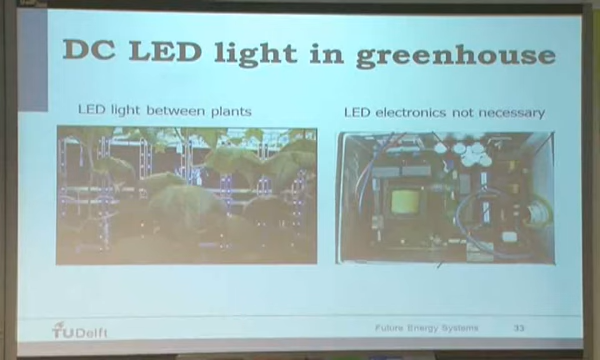 DC LED light in greenhouse
LED light between plants
LED electronics not necessary
TUDelft
Future Energy Systems
33